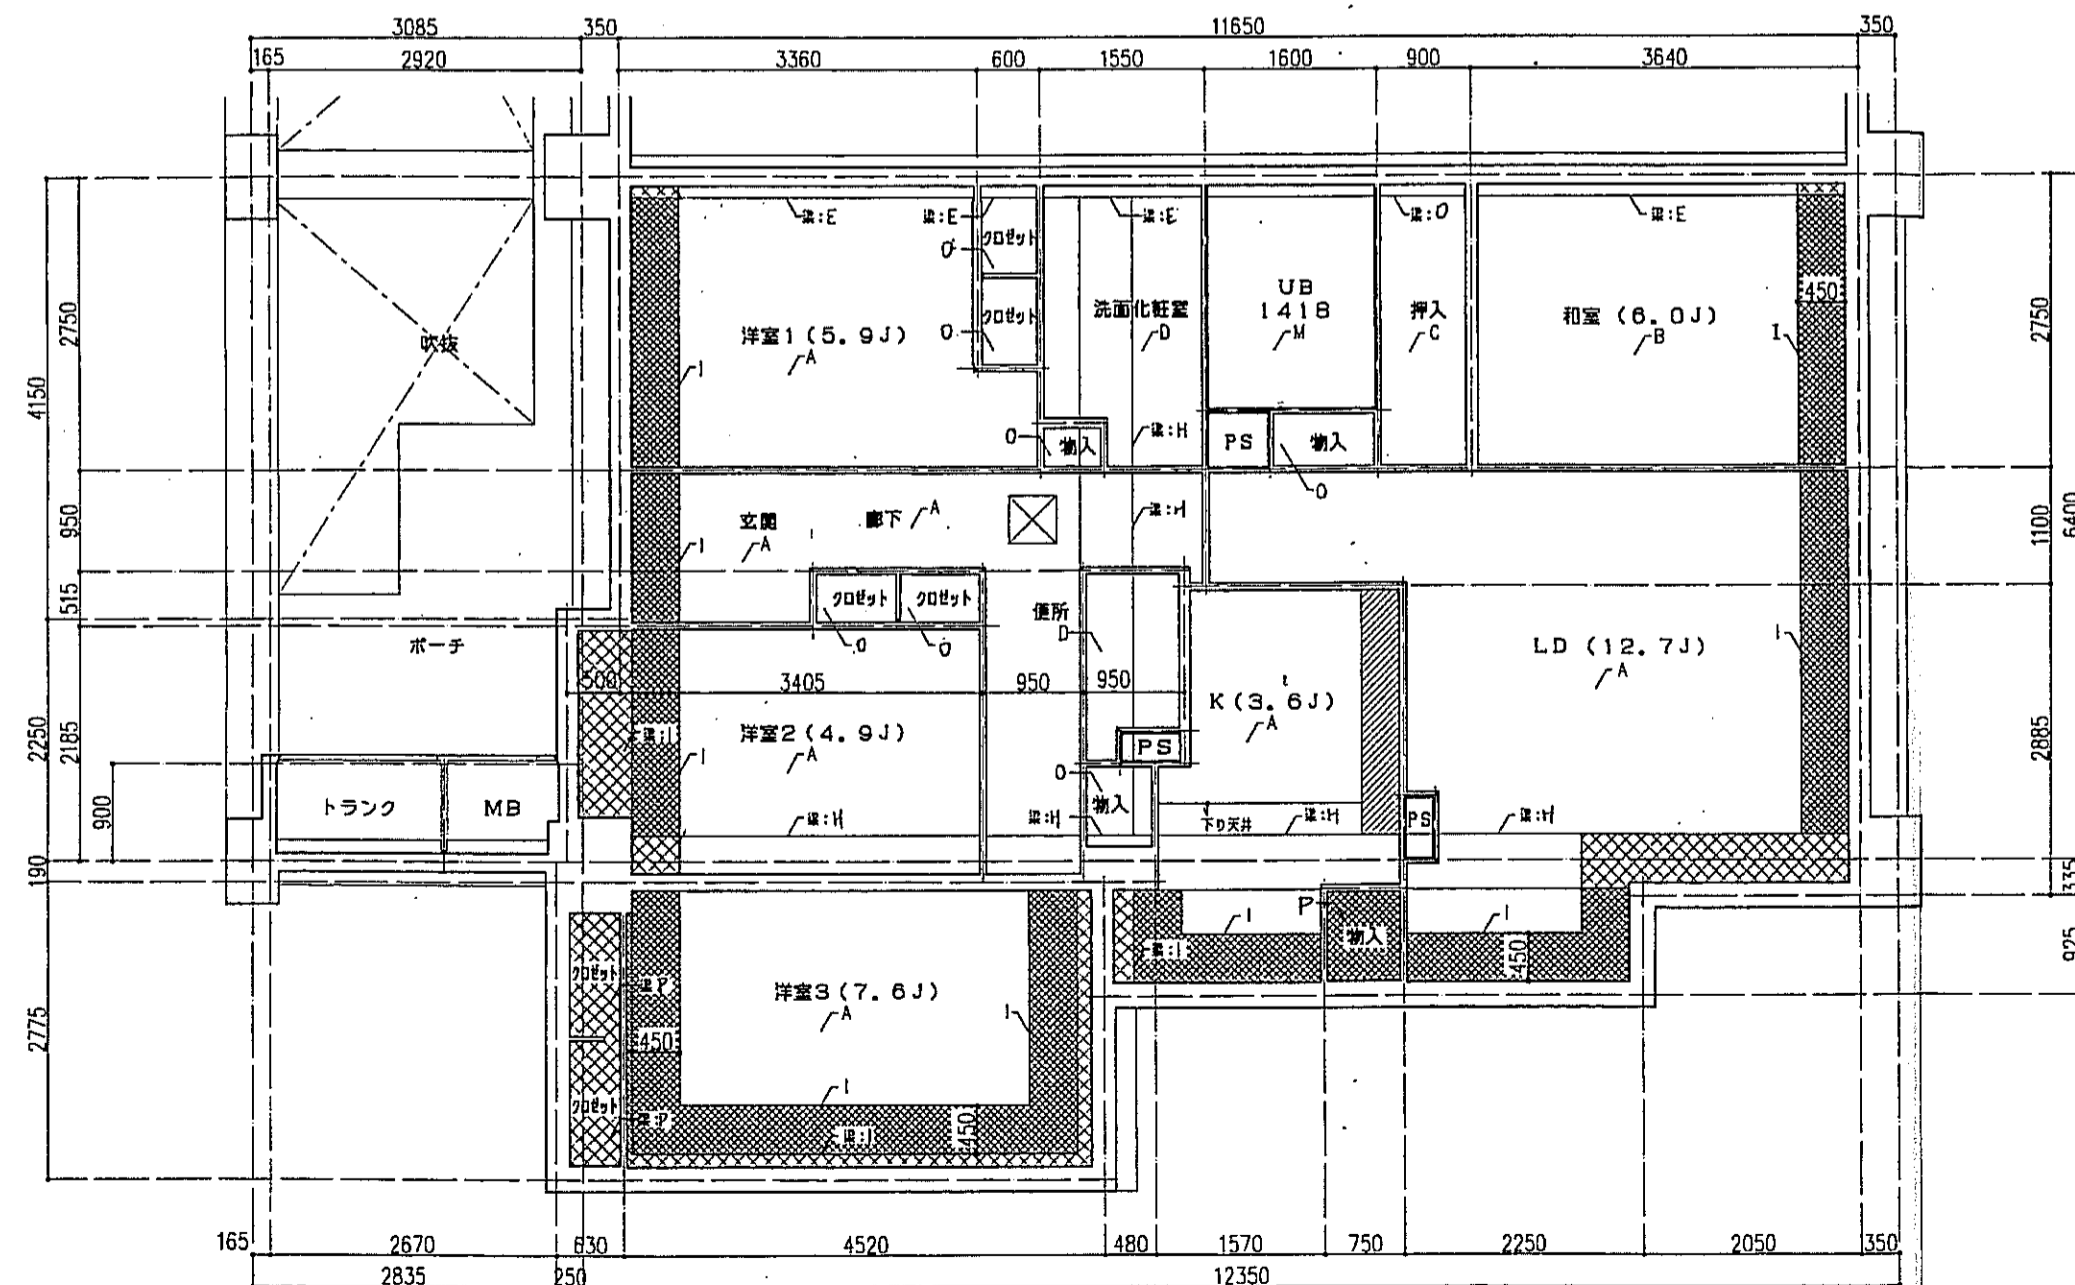 3085
350
11650
350
165
2920
3360
600
1550
1600
900
3640
梁:E
梁:E
梁:E
梁:O
梁:E
クロゼット
O
クロゼット
O
洋室1(5.9J)
A
I
洗面化粧室
D
UB
1418
M
押入
C
和室(6.0J)
B
I
450
吹抜
2750
4150
2750
6400
O
物入
梁:H
PS
物入
O
950
玄関
A
廊下
A
I
梁:H
1100
515
クロゼット
クロゼット
O
O
便所
D
ポーチ
LD(12.7J)
A
I
500
3405
950
950
K(3.6J)
A
洋室2(4.9J)
A
I
梁:I
PS
2250
2185
2885
900
トランク
MB
梁:H
O
物入
梁:H
下り天井
梁:H
PS
梁:H
190
335
925
クロゼット
梁:P
洋室3(7.6J)
A
I
450
梁:I
I
P
物入
I
450
2775
クロゼット
梁:P
I
450
梁:I
165
2670
630
4520
480
1570
750
2250
2050
350
2835
250
12350